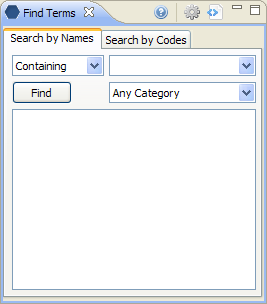 Find Terms
Search by Names
Search by Codes
Containing
Find
Any Category